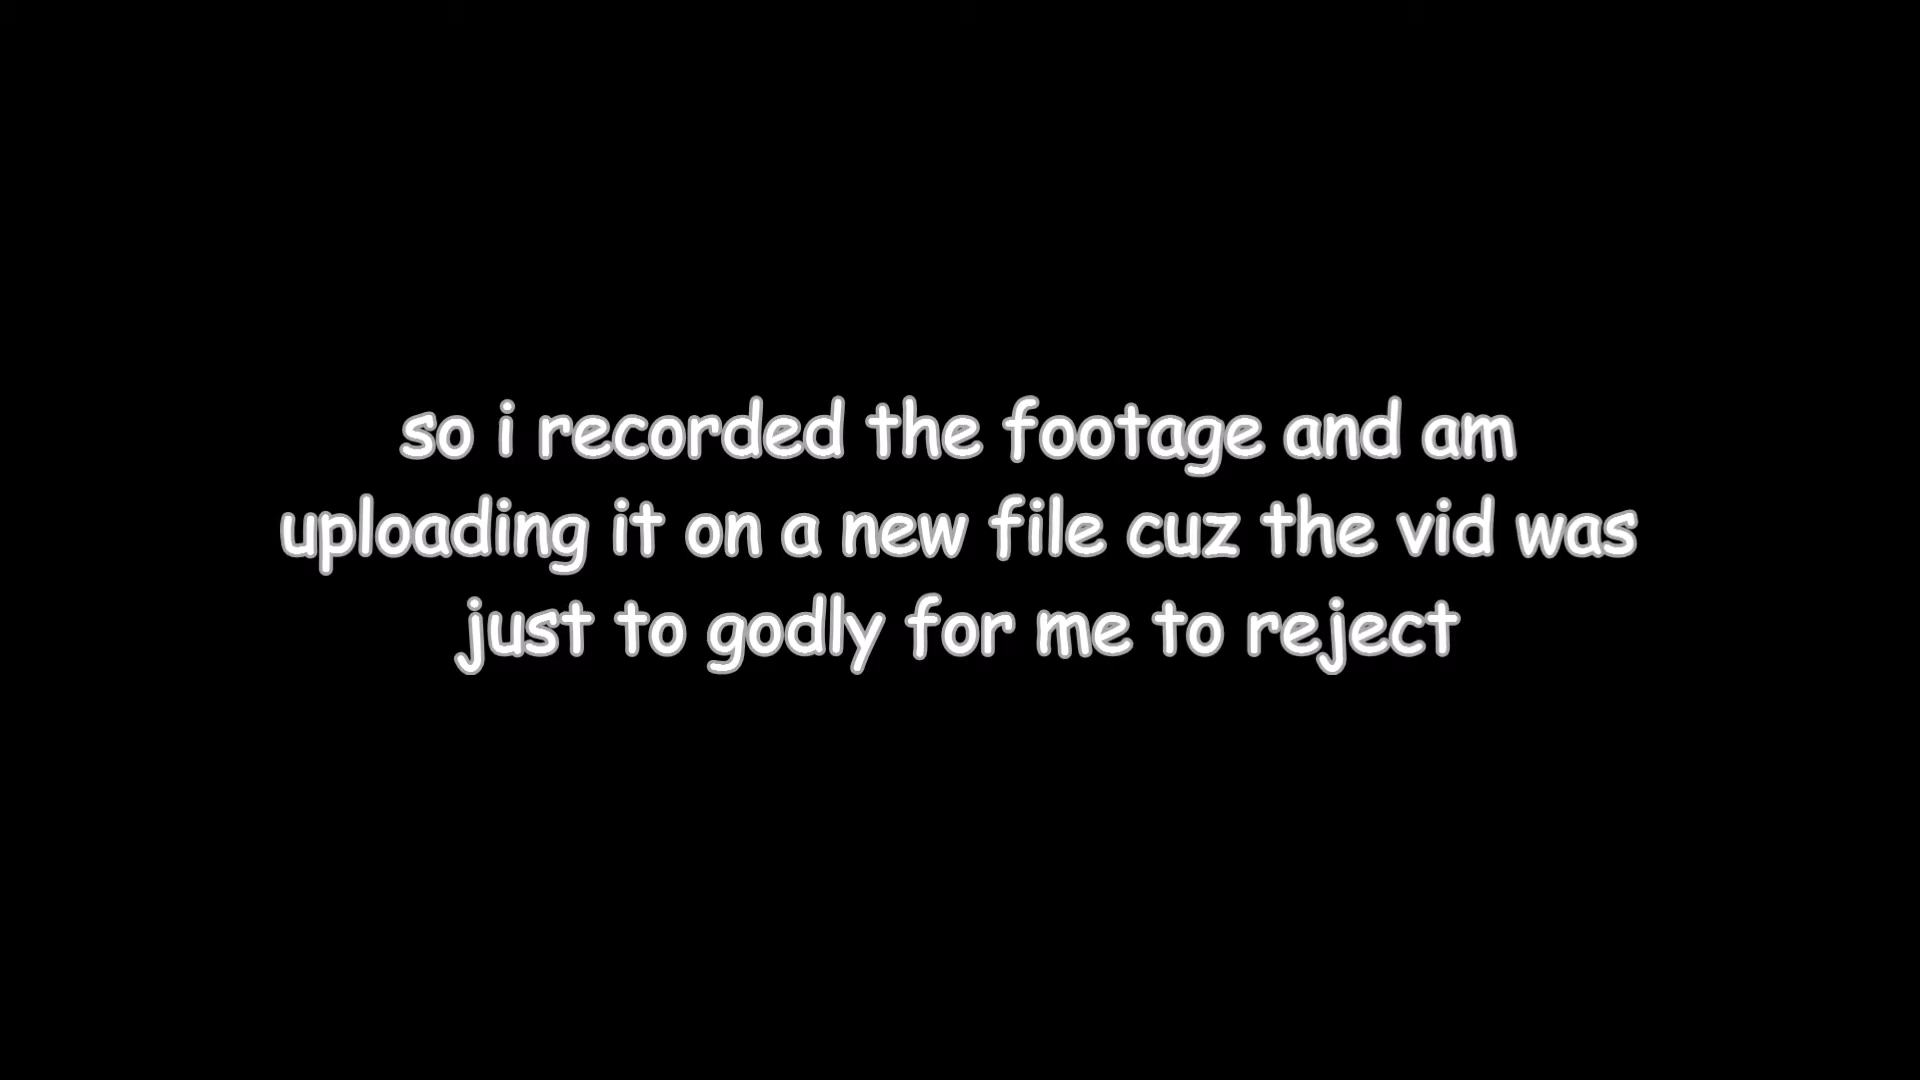 so i recorded the footage and am
uploading it on a new file cuz the vid was
just to godly for me to reject